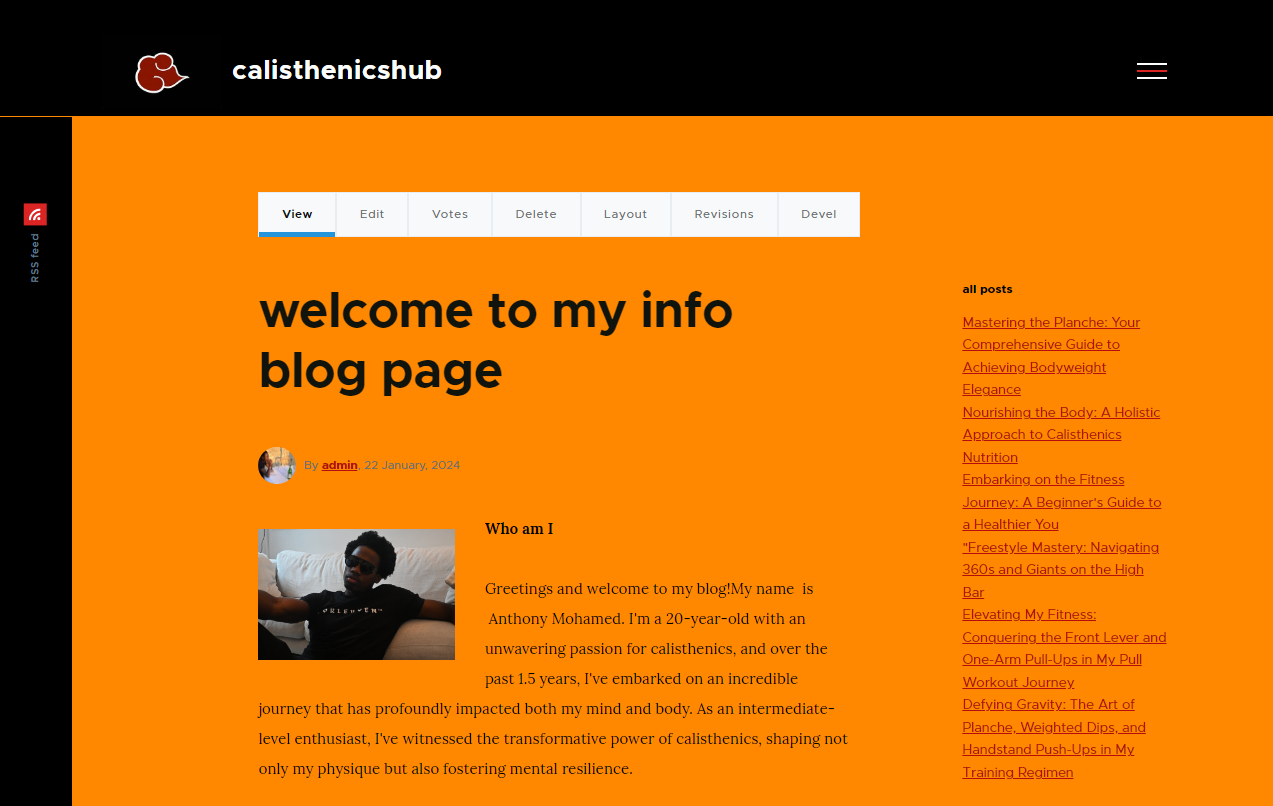 calisthenicshub
RSS feed
View Edit Votes Delete Layout Revisions Devel
welcome to my info
blog page
By admin, 22 January, 2024
Who am I
Greetings and welcome to my blog!My name  is
Anthony Mohamed. I'm a 20-year-old with an
unwavering passion for calisthenics, and over the
past 1.5 years, I've embarked on an incredible
journey that has profoundly impacted both my mind and body. As an intermediate-
level enthusiast, I've witnessed the transformative power of calisthenics, shaping not
only my physique but also fostering mental resilience.
all posts
Mastering the Planche: Your
Comprehensive Guide to
Achieving Bodyweight
Elegance
Nourishing the Body: A Holistic
Approach to Calisthenics
Nutrition
Embarking on the Fitness
Journey: A Beginner's Guide to
a Healthier You
"Freestyle Mastery: Navigating
360s and Giants on the High
Bar
Elevating My Fitness:
Conquering the Front Lever and
One-Arm Pull-Ups in My Pull
Workout Journey
Defying Gravity: The Art of
Planche, Weighted Dips, and
Handstand Push-Ups in My
Training Regimen